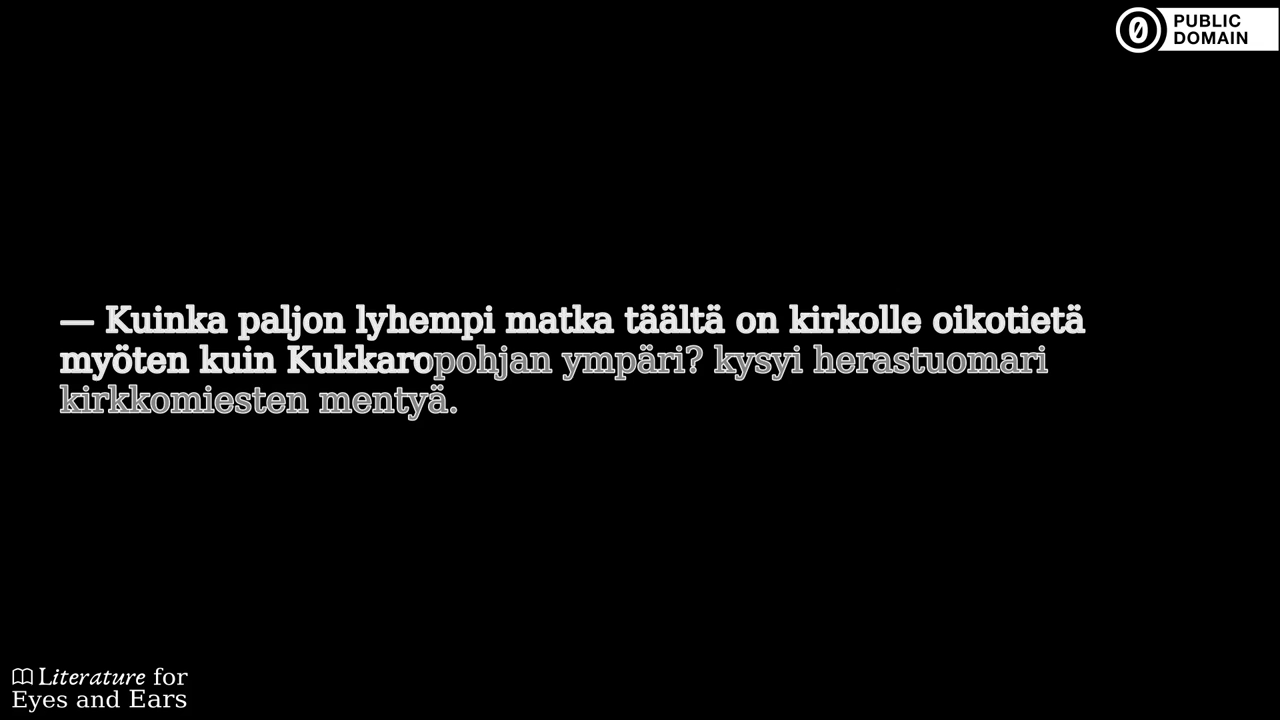 PUBLIC
DOMAIN
— Kuinka paljon lyhempi matka täältä on kirkolle oikotietä
myöten kuin Kukkaropohjan ympäri? kysyi herastuomari
kirkkomiesten mentyä.
Literature for
Eyes and Ears